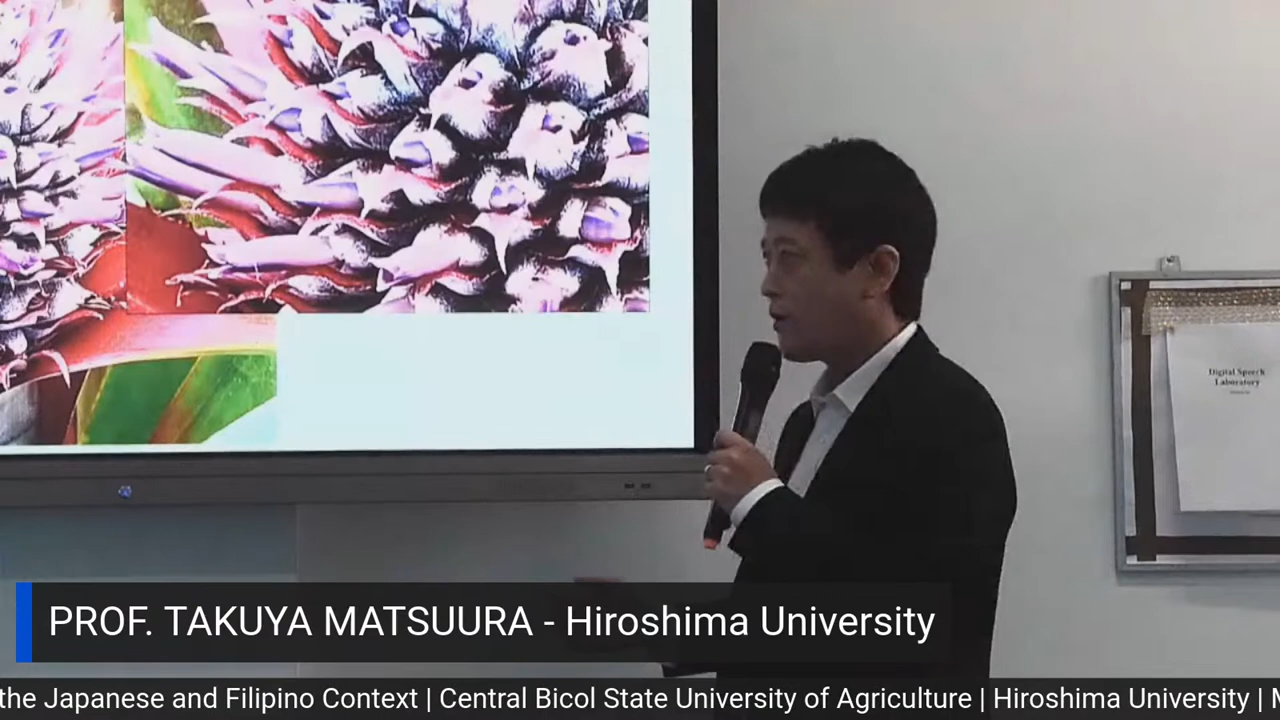 Digital Speech
Laboratory
PROF. TAKUYA MATSUURA - Hiroshima University
the Japanese and Filipino Context | Central Bicol State University of Agriculture | Hiroshima University |